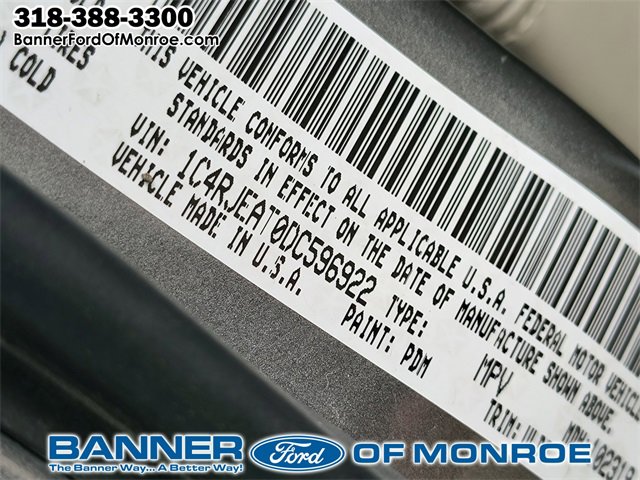 318-388-3300
BannerFordOfMonroe.com
COLD
THIS VEHICLE CONFORMS TO ALL APPLICABLE U.S.A. FEDERAL MOTOR
STANDARDS IN EFFECT ON THE DATE OF MANUFACTURE SHOWN ABOVE.
VIN: 1C4RJEAT0DC596922 TYPE: MPV
VEHICLE MADE IN U.S.A. PAINT: PDM TRIM:
BANNER Ford OF MONROE
The Banner Way... A Better Way!